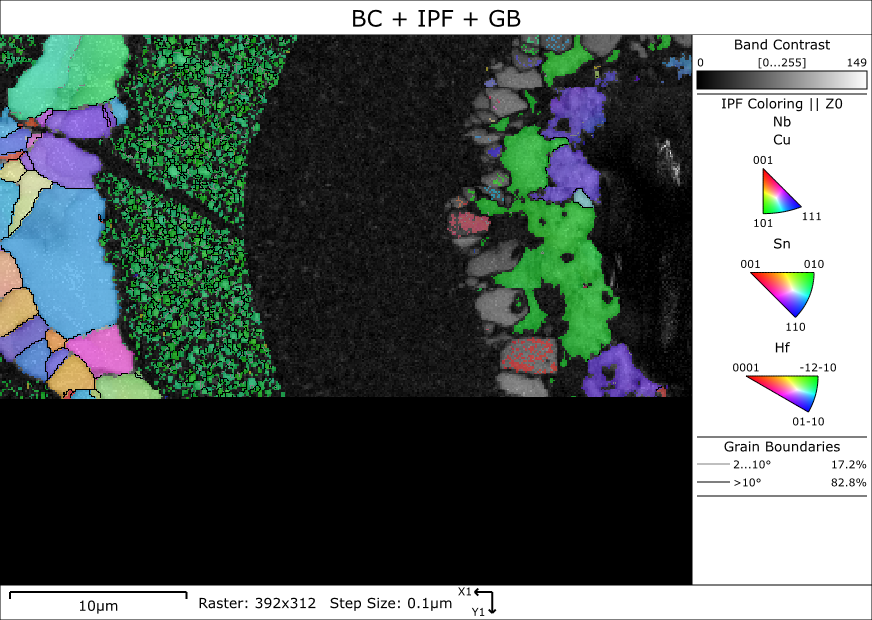 BC + IPF + GB
Band Contrast
0 [0...255] 149
IPF Coloring || Z0
Nb
Cu
001
101 111
Sn
001 010
110
Hf
0001 -12-10
01-10
Grain Boundaries
2...10° 17.2%
>10° 82.8%
10µm
Raster: 392x312 Step Size: 0.1µm
X1
Y1